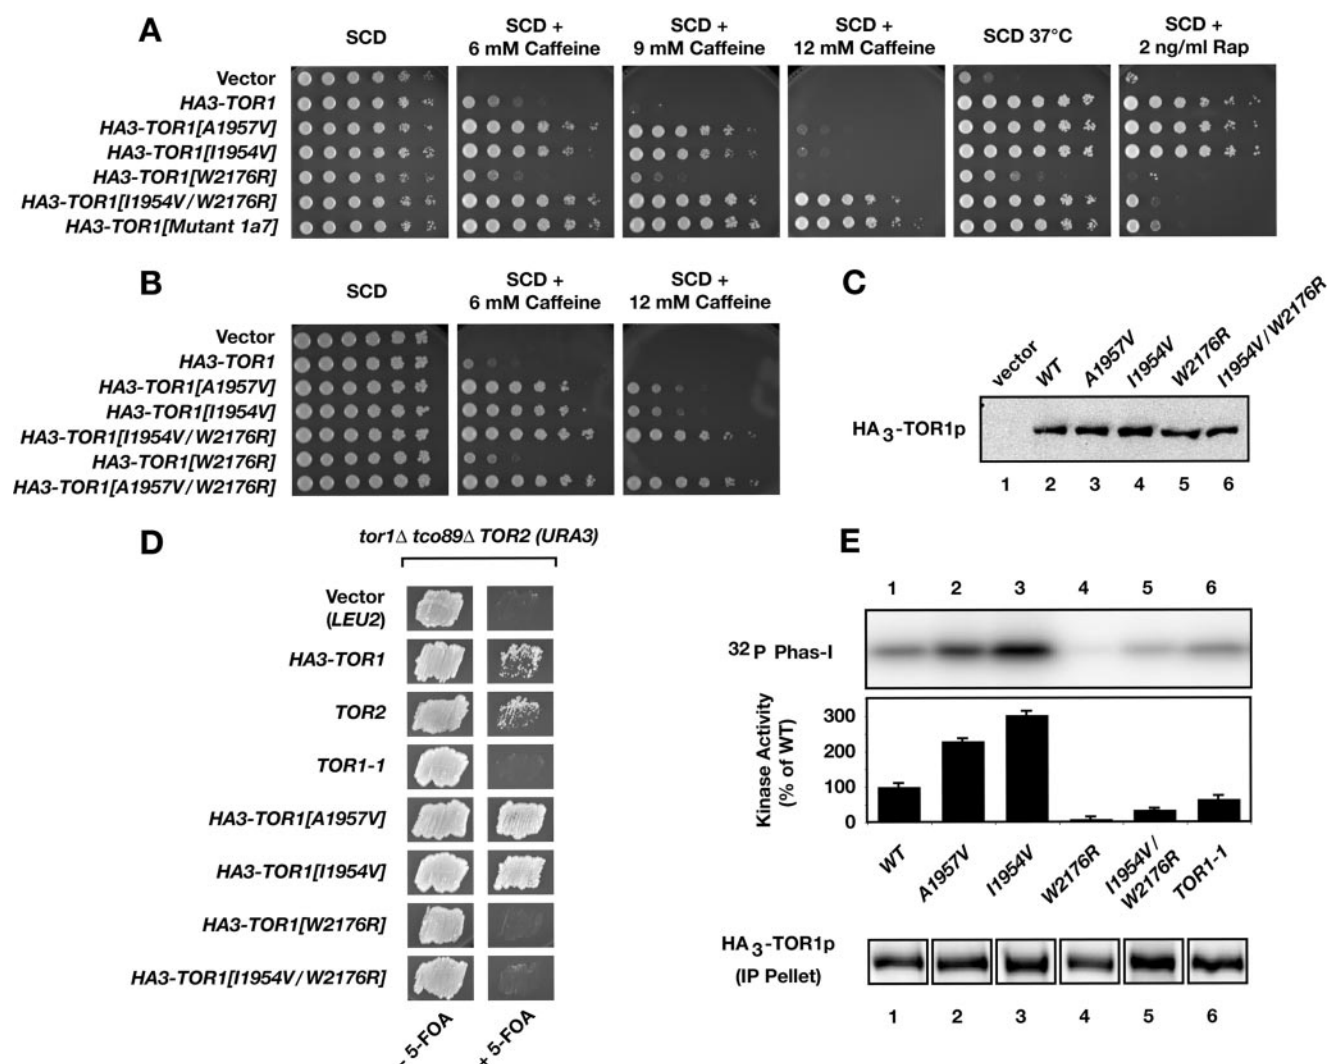 A
SCD
SCD +
6 mM Caffeine
SCD +
9 mM Caffeine
SCD +
12 mM Caffeine
SCD 37°C
SCD +
2 ng/ml Rap
Vector
HA3-TOR1
HA3-TOR1[A1957V]
HA3-TOR1[I1954V]
HA3-TOR1[W2176R]
HA3-TOR1[I1954V/W2176R]
HA3-TOR1[Mutant 1a7]
B
SCD
SCD +
6 mM Caffeine
SCD +
12 mM Caffeine
Vector
HA3-TOR1
HA3-TOR1[A1957V]
HA3-TOR1[I1954V]
HA3-TOR1[I1954V/W2176R]
HA3-TOR1[W2176R]
HA3-TOR1[A1957V/W2176R]
C
vector
WT
A1957V
I1954V
W2176R
I1954V/W2176R
HA3-TOR1p
1 2 3 4 5 6
D
tor1Δ tco89Δ TOR2 (URA3)
Vector
(LEU2)
HA3-TOR1
TOR2
TOR1-1
HA3-TOR1[A1957V]
HA3-TOR1[I1954V]
HA3-TOR1[W2176R]
HA3-TOR1[I1954V/W2176R]
- 5-FOA
+ 5-FOA
E
1 2 3 4 5 6
32P Phas-I
Kinase Activity
(% of WT)
300
200
100
0
WT
A1957V
I1954V
W2176R
I1954V/
W2176R
TOR1-1
HA3-TOR1p
(IP Pellet)
1 2 3 4 5 6